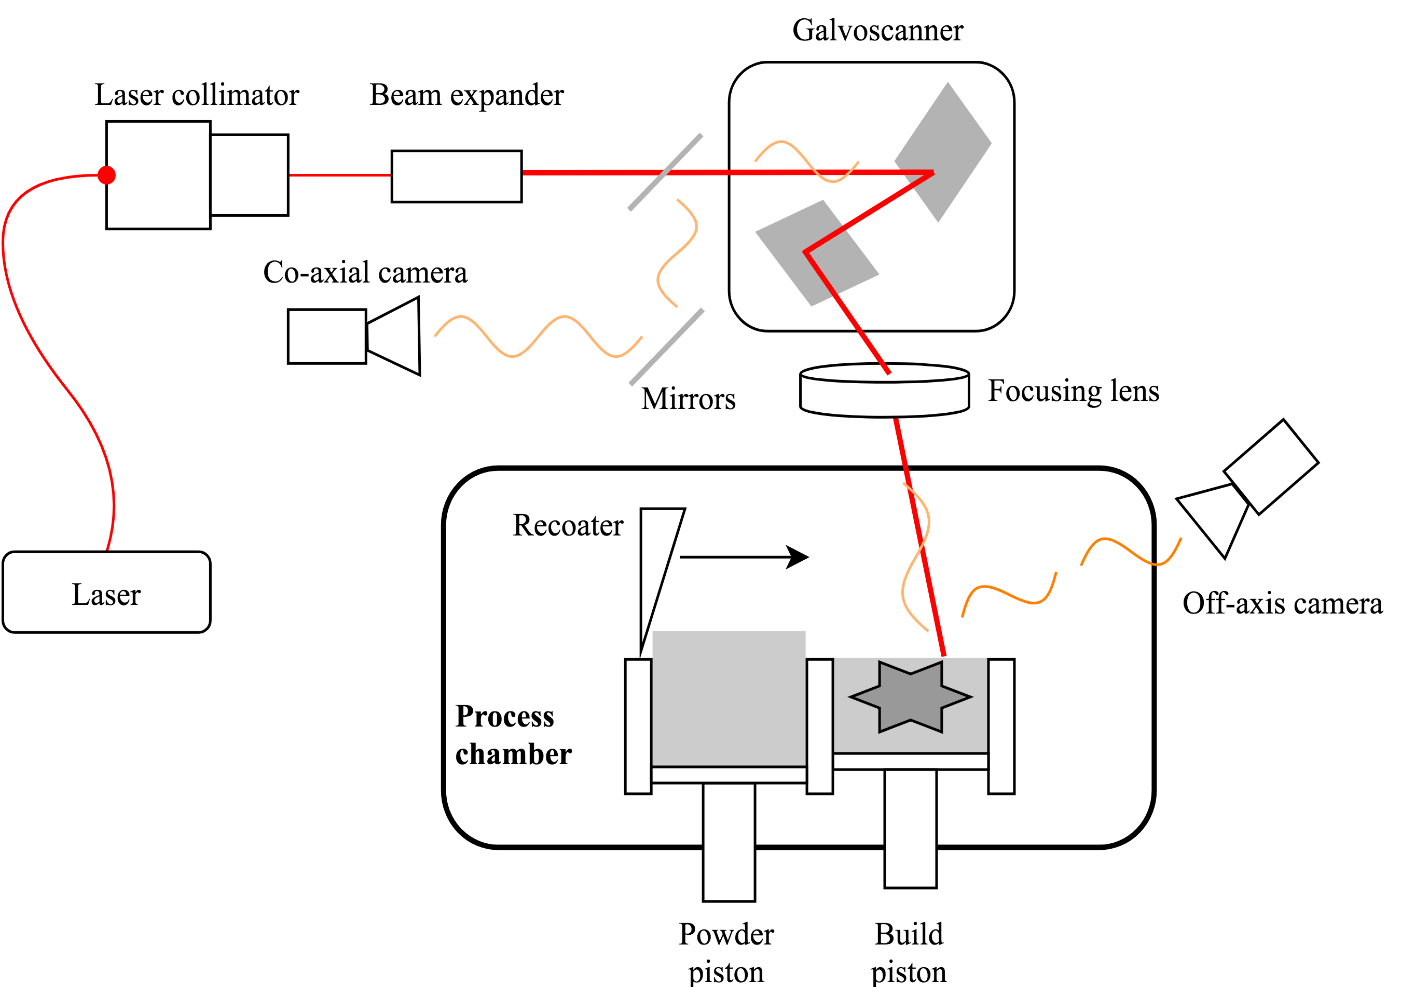 Galvoscanner
Laser collimator
Beam expander
Co-axial camera
Mirrors
Focusing lens
Recoater
Laser
Off-axis camera
Process
chamber
Powder
piston
Build
piston